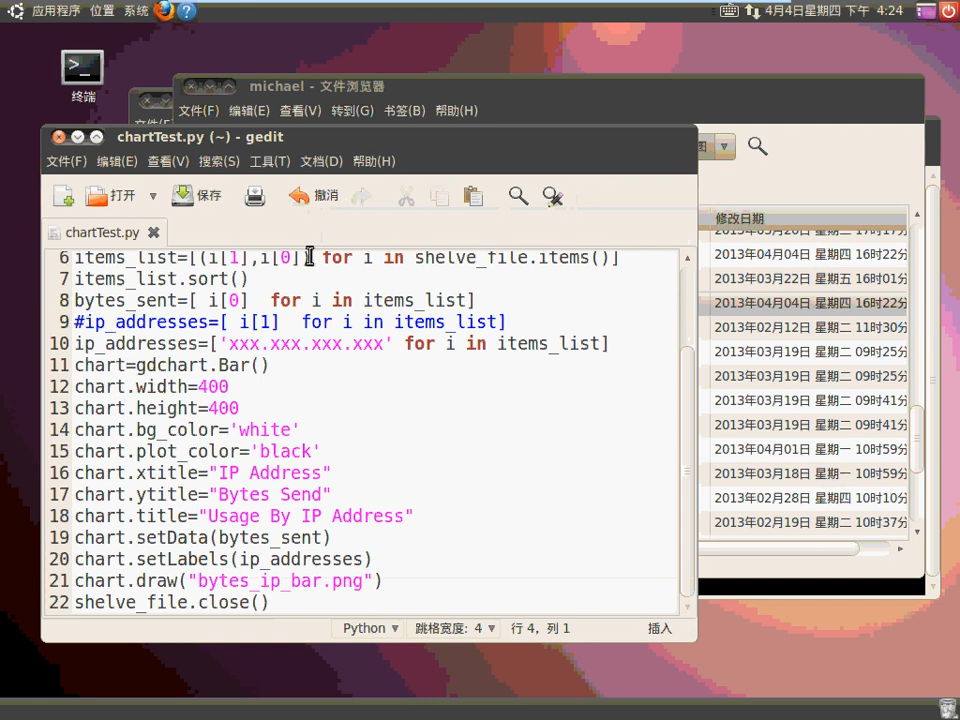 应用程序 位置 系统 4月4日星期四 下午 4:24
终端
michael - 文件浏览器
文件(F) 编辑(E) 查看(V) 转到(G) 书签(B) 帮助(H)
chartTest.py (~) - gedit
文件(F) 编辑(E) 查看(V) 搜索(S) 工具(T) 文档(D) 帮助(H)
打开 保存 撤消
chartTest.py
6 items_list=[(i[1],i[0]) for i in shelve_file.items()]
7 items_list.sort()
8 bytes_sent=[ i[0]  for i in items_list]
9 #ip_addresses=[ i[1]  for i in items_list]
10 ip_addresses=['xxx.xxx.xxx.xxx' for i in items_list]
11 chart=gdchart.Bar()
12 chart.width=400
13 chart.height=400
14 chart.bg_color='white'
15 chart.plot_color='black'
16 chart.xtitle="IP Address"
17 chart.ytitle="Bytes Send"
18 chart.title="Usage By IP Address"
19 chart.setData(bytes_sent)
20 chart.setLabels(ip_addresses)
21 chart.draw("bytes_ip_bar.png")
22 shelve_file.close()
Python 跳格宽度: 4 行 4，列 1 插入
修改日期
2013年04月04日 星期四 16时22分
2013年03月22日 星期五 16时01分
2013年04月04日 星期四 16时22分
2013年02月12日 星期二 11时30分
2013年03月19日 星期二 09时25分
2013年03月19日 星期二 09时25分
2013年03月19日 星期二 09时41分
2013年03月19日 星期二 09时41分
2013年04月01日 星期一 10时59分
2013年03月18日 星期一 10时59分
2013年02月28日 星期四 10时10分
2013年02月19日 星期二 10时37分